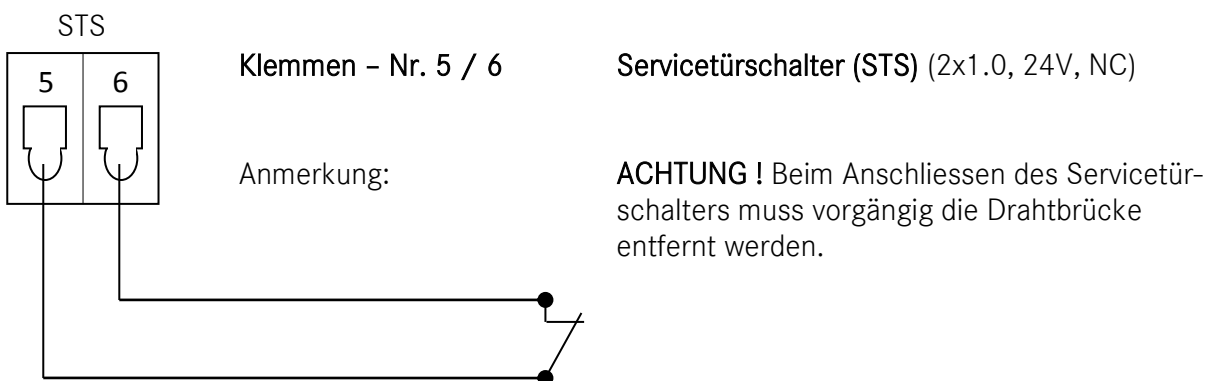 STS
5 6
Klemmen – Nr. 5 / 6
Servicetürschalter (STS) (2x1.0, 24V, NC)
Anmerkung:
ACHTUNG ! Beim Anschliessen des Servicetür-
schalters muss vorgängig die Drahtbrücke
entfernt werden.